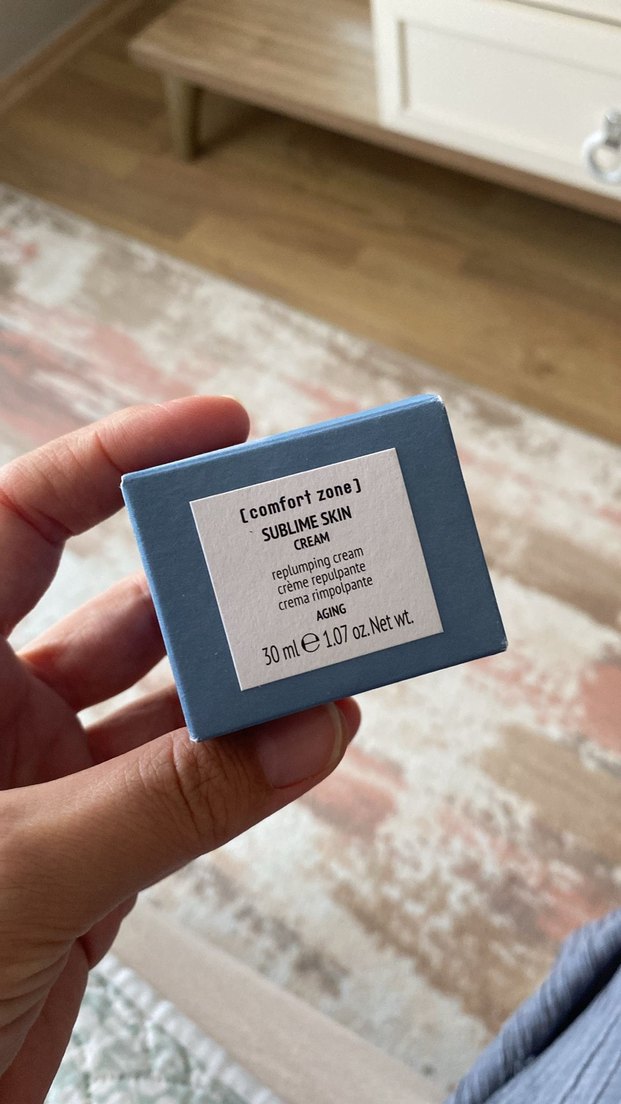 [comfort zone]
SUBLIME SKIN
CREAM
replumping cream
crème repulpante
crema rimpolpante
AGING
30 ml ℮ 1.07 oz. Net wt.